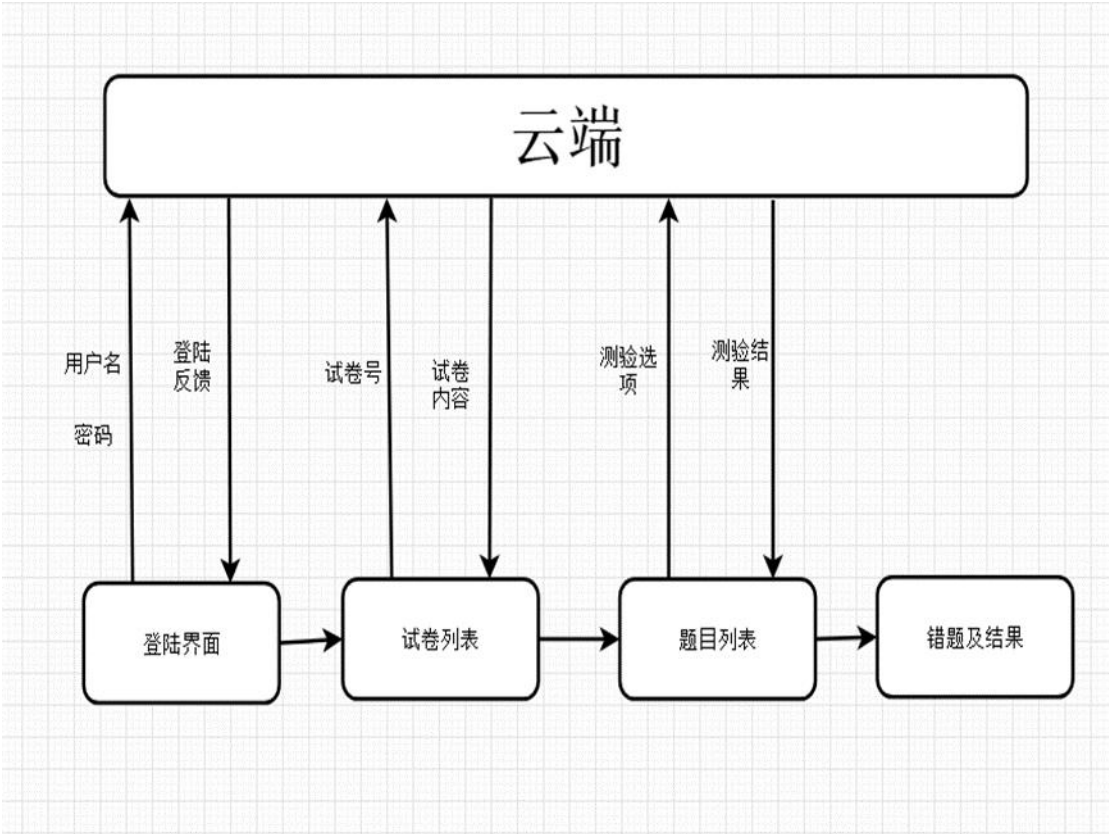 云端
用户名
密码
登陆
反馈
试卷号
试卷
内容
测验选
项
测验结
果
登陆界面
试卷列表
题目列表
错题及结果